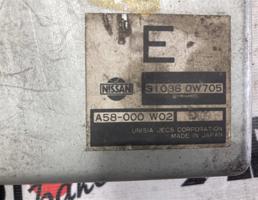 E
NISSAN
31036 0W705
A58-000 W02
UNISIA JECS CORPORATION
MADE IN JAPAN